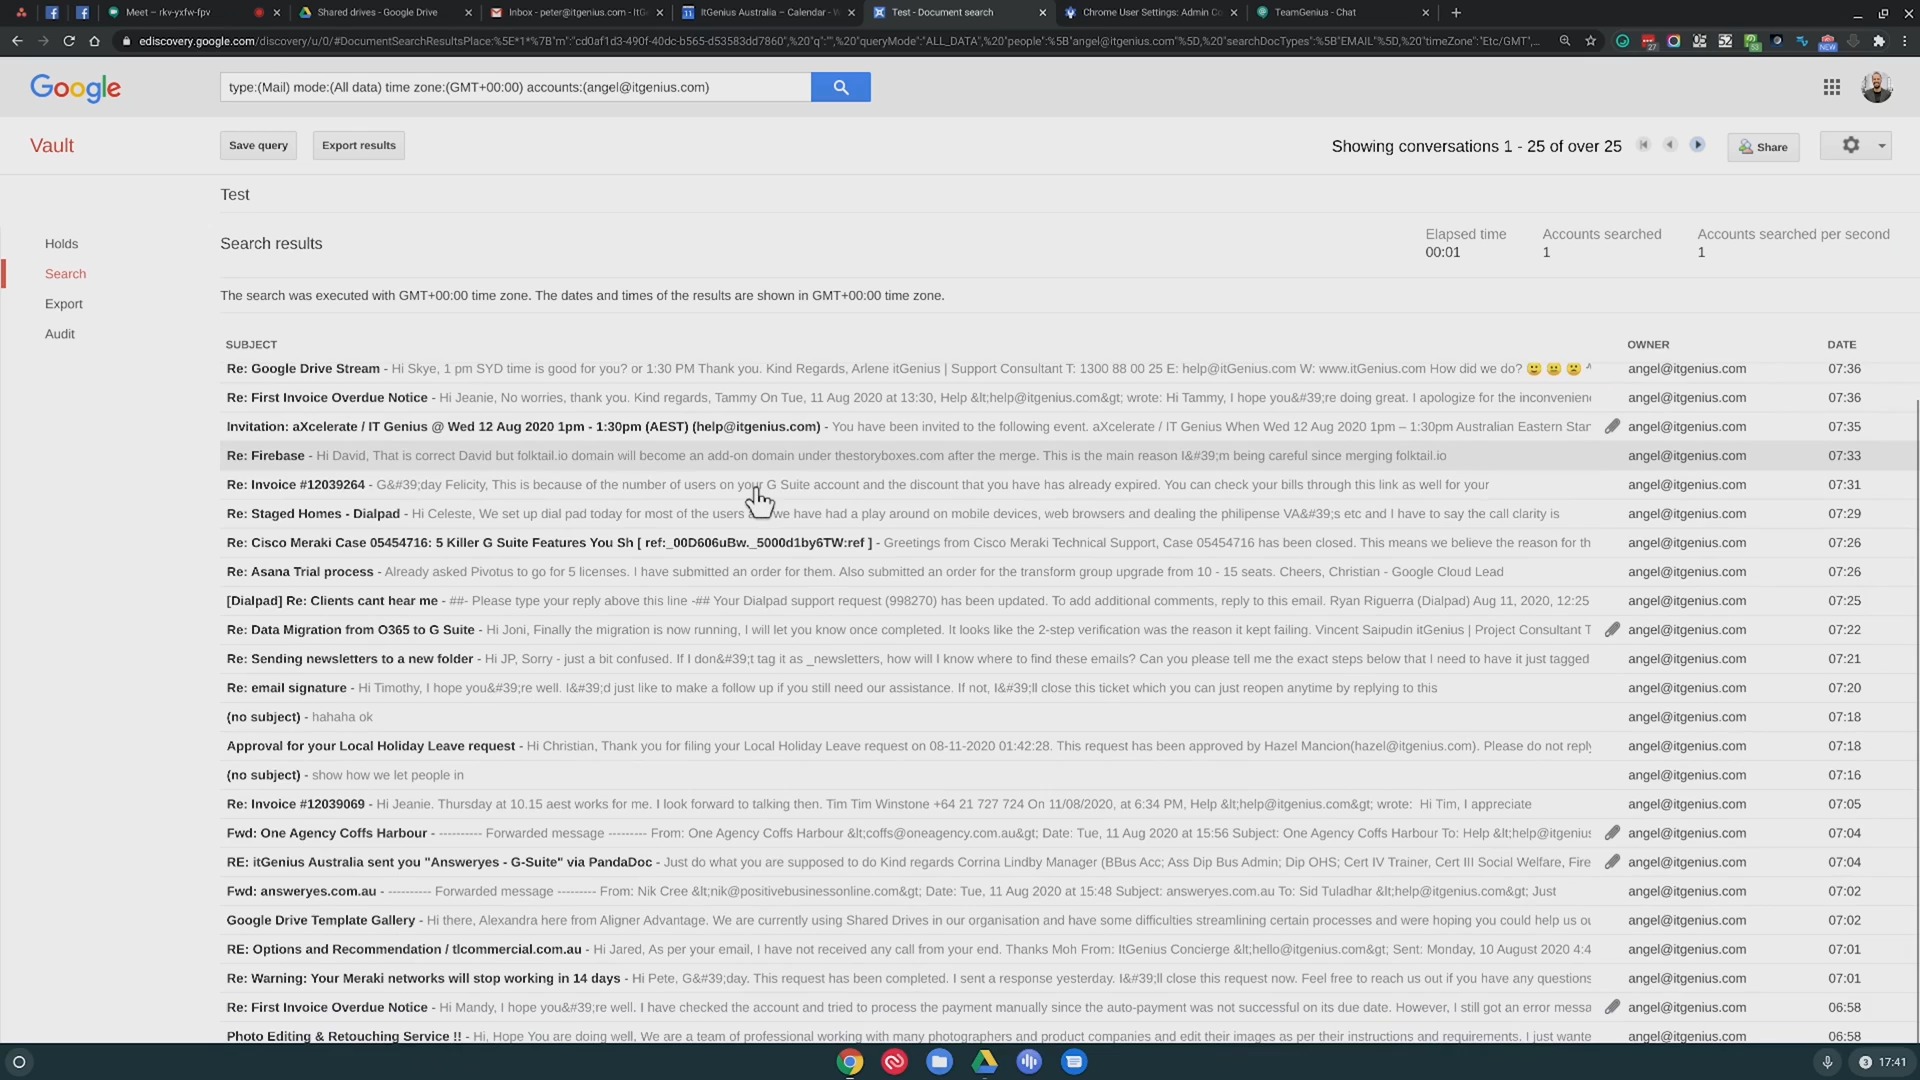 Meet – rkv-yxfw-fpv
Shared drives - Google Drive
Inbox - peter@itgenius.com - ItG
ItGenius Australia – Calendar - W
Test - Document search
Chrome User Settings: Admin Co
TeamGenius - Chat
ediscovery.google.com/discovery/u/0/#DocumentSearchResultsPlace:%5E*1*%7B"m":"cd0af1d3-490f-40dc-b565-d53583dd7860",%20"q":"",%20"queryMode":"ALL_DATA",%20"people":%5B"angel@itgenius.com"%5D,%20"searchDocTypes":%5B"EMAIL"%5D,%20"timeZone":"Etc/GMT",...
27
52
53
NEW
Google
type:(Mail) mode:(All data) time zone:(GMT+00:00) accounts:(angel@itgenius.com)
Vault
Save query
Export results
Showing conversations 1 - 25 of over 25
Share
Test
Holds
Search
Export
Audit
Search results
Elapsed time
00:01
Accounts searched
1
Accounts searched per second
1
The search was executed with GMT+00:00 time zone. The dates and times of the results are shown in GMT+00:00 time zone.
SUBJECT OWNER DATE
Re: Google Drive Stream - Hi Skye, 1 pm SYD time is good for you? or 1:30 PM Thank you. Kind Regards, Arlene itGenius | Support Consultant T: 1300 88 00 25 E: help@itGenius.com W: www.itGenius.com How did we do? 🙂 😐 🙁 angel@itgenius.com 07:36
Re: First Invoice Overdue Notice - Hi Jeanie, No worries, thank you. Kind regards, Tammy On Tue, 11 Aug 2020 at 13:30, Help &lt;help@itgenius.com&gt; wrote: Hi Tammy, I hope you&#39;re doing great. I apologize for the inconvenien angel@itgenius.com 07:36
Invitation: aXcelerate / IT Genius @ Wed 12 Aug 2020 1pm - 1:30pm (AEST) (help@itgenius.com) - You have been invited to the following event. aXcelerate / IT Genius When Wed 12 Aug 2020 1pm – 1:30pm Australian Eastern Stan angel@itgenius.com 07:35
Re: Firebase - Hi David, That is correct David but folktail.io domain will become an add-on domain under thestoryboxes.com after the merge. This is the main reason I&#39;m being careful since merging folktail.io angel@itgenius.com 07:33
Re: Invoice #12039264 - G&#39;day Felicity, This is because of the number of users on your G Suite account and the discount that you have has already expired. You can check your bills through this link as well for your angel@itgenius.com 07:31
Re: Staged Homes - Dialpad - Hi Celeste, We set up dial pad today for most of the users we have had a play around on mobile devices, web browsers and dealing the philipense VA&#39;s etc and I have to say the call clarity is angel@itgenius.com 07:29
Re: Cisco Meraki Case 05454716: 5 Killer G Suite Features You Sh [ ref:_00D606uBw._5000d1by6TW:ref ] - Greetings from Cisco Meraki Technical Support, Case 05454716 has been closed. This means we believe the reason for th angel@itgenius.com 07:26
Re: Asana Trial process - Already asked Pivotus to go for 5 licenses. I have submitted an order for them. Also submitted an order for the transform group upgrade from 10 - 15 seats. Cheers, Christian - Google Cloud Lead angel@itgenius.com 07:26
[Dialpad] Re: Clients cant hear me - ##- Please type your reply above this line -## Your Dialpad support request (998270) has been updated. To add additional comments, reply to this email. Ryan Riguerra (Dialpad) Aug 11, 2020, 12:25 angel@itgenius.com 07:25
Re: Data Migration from O365 to G Suite - Hi Joni, Finally the migration is now running, I will let you know once completed. It looks like the 2-step verification was the reason it kept failing. Vincent Saipudin itGenius | Project Consultant T angel@itgenius.com 07:22
Re: Sending newsletters to a new folder - Hi JP, Sorry - just a bit confused. If I don&#39;t tag it as _newsletters, how will I know where to find these emails? Can you please tell me the exact steps below that I need to have it just tagged angel@itgenius.com 07:21
Re: email signature - Hi Timothy, I hope you&#39;re well. I&#39;d just like to make a follow up if you still need our assistance. If not, I&#39;ll close this ticket which you can just reopen anytime by replying to this angel@itgenius.com 07:20
(no subject) - hahaha ok angel@itgenius.com 07:18
Approval for your Local Holiday Leave request - Hi Christian, Thank you for filing your Local Holiday Leave request on 08-11-2020 01:42:28. This request has been approved by Hazel Mancion(hazel@itgenius.com). Please do not reply angel@itgenius.com 07:18
(no subject) - show how we let people in angel@itgenius.com 07:16
Re: Invoice #12039069 - Hi Jeanie. Thursday at 10.15 aest works for me. I look forward to talking then. Tim Tim Winstone +64 21 727 724 On 11/08/2020, at 6:34 PM, Help &lt;help@itgenius.com&gt; wrote: Hi Tim, I appreciate angel@itgenius.com 07:05
Fwd: One Agency Coffs Harbour - ---------- Forwarded message --------- From: One Agency Coffs Harbour &lt;coffs@oneagency.com.au&gt; Date: Tue, 11 Aug 2020 at 15:56 Subject: One Agency Coffs Harbour To: Help &lt;help@itgenius angel@itgenius.com 07:04
RE: itGenius Australia sent you "Answeryes - G-Suite" via PandaDoc - Just do what you are supposed to do Kind regards Corrina Lindby Manager (BBus Acc; Ass Dip Bus Admin; Dip OHS; Cert IV Trainer, Cert III Social Welfare, Fire angel@itgenius.com 07:04
Fwd: answeryes.com.au - ---------- Forwarded message --------- From: Nik Cree &lt;nik@positivebusinessonline.com&gt; Date: Tue, 11 Aug 2020 at 15:48 Subject: answeryes.com.au To: Sid Tuladhar &lt;help@itgenius.com&gt; Just angel@itgenius.com 07:02
Google Drive Template Gallery - Hi there, Alexandra here from Aligner Advantage. We are currently using Shared Drives in our organisation and have some difficulties streamlining certain processes and were hoping you could help us ou angel@itgenius.com 07:02
RE: Options and Recommendation / tlcommercial.com.au - Hi Jared, As per your email, I have not received any call from your end. Thanks Moh From: ItGenius Concierge &lt;hello@itgenius.com&gt; Sent: Monday, 10 August 2020 4:4 angel@itgenius.com 07:01
Re: Warning: Your Meraki networks will stop working in 14 days - Hi Pete, G&#39;day. This request has been completed. I sent a response yesterday. I&#39;ll close this request now. Feel free to reach us out if you have any questions angel@itgenius.com 07:01
Re: First Invoice Overdue Notice - Hi Mandy, I hope you&#39;re well. I have checked the account and tried to process the payment manually since the auto-payment was not successful on its due date. However, I still got an error messa angel@itgenius.com 06:58
Photo Editing & Retouching Service !! - Hi, Hope You are doing well, We are a team of professional working with many photographers and product companies and edit their images as per their instructions and requirements. I just wante angel@itgenius.com 06:58
3 17:41